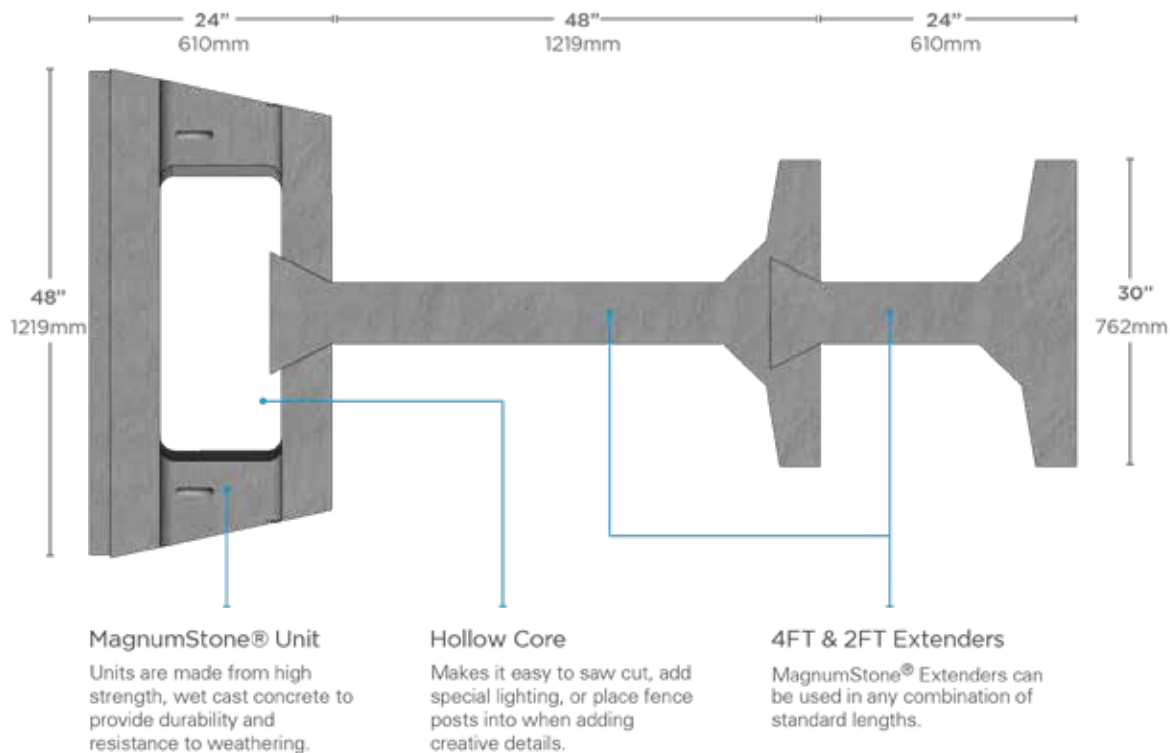 24” 48” 24”
610mm 1219mm 610mm
48”
1219mm
30”
762mm
MagnumStone® Unit
Units are made from high
strength, wet cast concrete to
provide durability and
resistance to weathering.
Hollow Core
Makes it easy to saw cut, add
special lighting, or place fence
posts into when adding
creative details.
4FT & 2FT Extenders
MagnumStone® Extenders can
be used in any combination of
standard lengths.